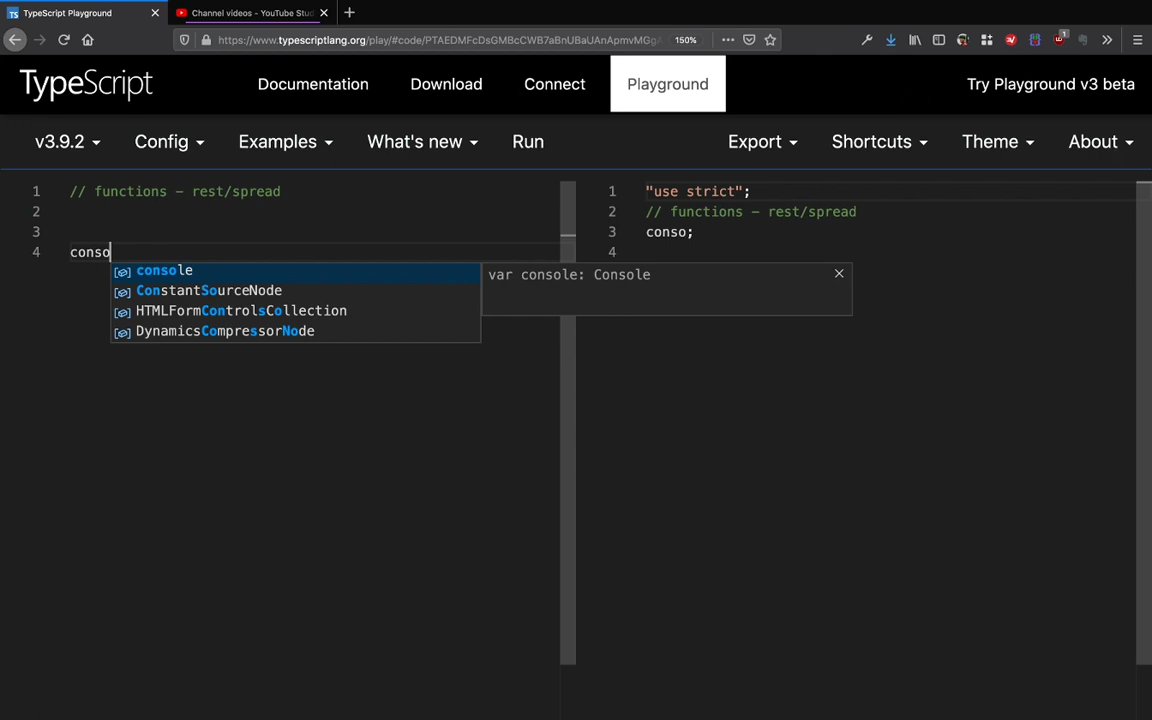 TypeScript Playground
Channel videos - YouTube Stud
https://www.typescriptlang.org/play/#code/PTAEDMFcDsGMBcCWB7aBnUBaUAnApmvMGgA
150%
TypeScript
Documentation
Download
Connect
Playground
Try Playground v3 beta
v3.9.2
Config
Examples
What's new
Run
Export
Shortcuts
Theme
About
1 // functions - rest/spread
2
3
4 conso
console
ConstantSourceNode
HTMLFormControlsCollection
DynamicsCompressorNode
var console: Console
1 "use strict";
2 // functions - rest/spread
3 conso;
4